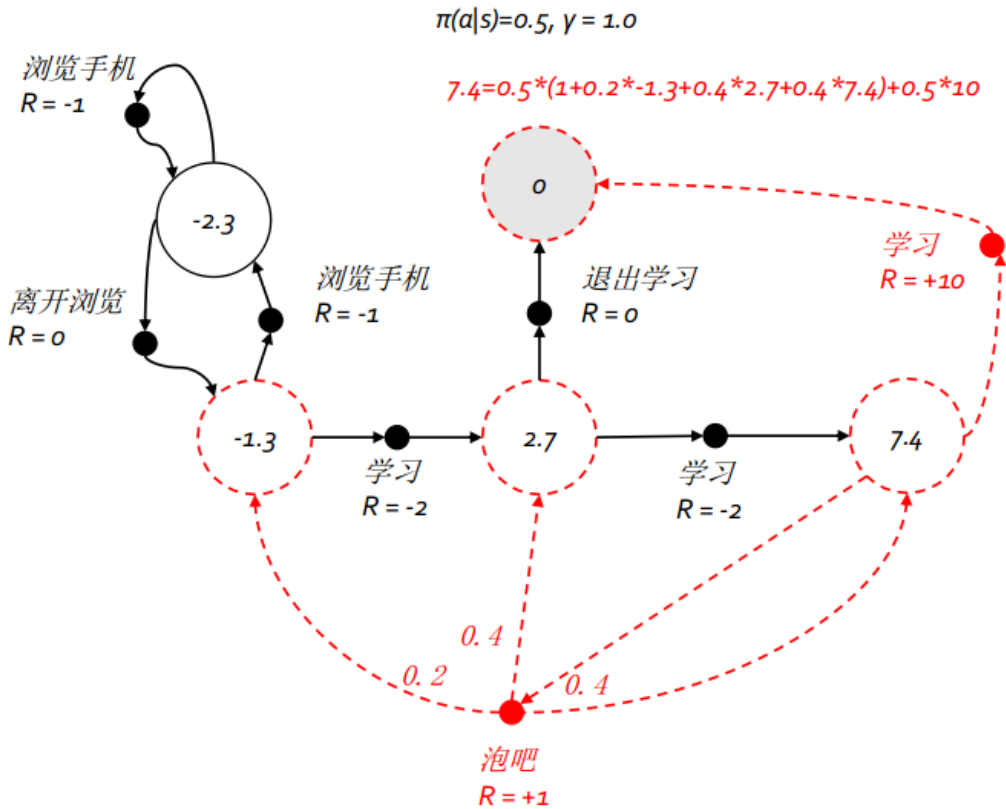 π(a|s)=0.5, γ = 1.0
浏览手机
R = -1
7.4=0.5*(1+0.2*-1.3+0.4*2.7+0.4*7.4)+0.5*10
0
-2.3
学习
R = +10
浏览手机
R = -1
退出学习
R = 0
离开浏览
R = 0
-1.3
2.7
7.4
学习
R = -2
学习
R = -2
0.4
0.2
0.4
泡吧
R = +1